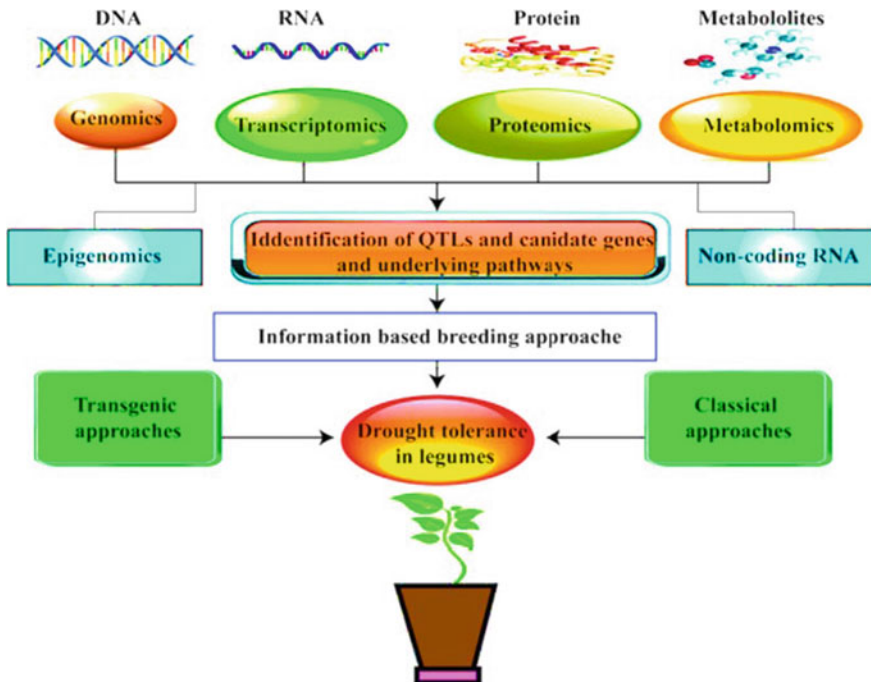 DNA
RNA
Protein
Metabololites
Genomics
Transcriptomics
Proteomics
Metabolomics
Epigenomics
Iddentification of QTLs and canidate genes
and underlying pathways
Non-coding RNA
Information based breeding approache
Transgenic
approaches
Classical
approaches
Drought tolerance
in legumes